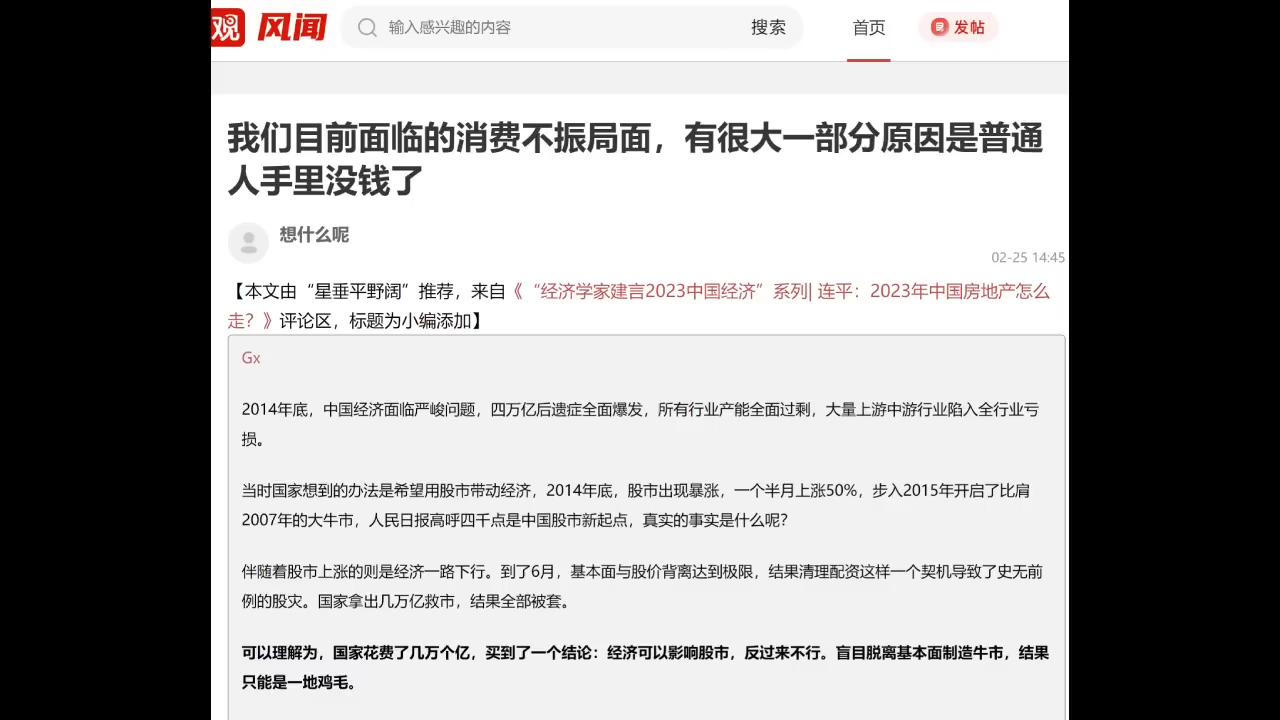 观 风闻 输入感兴趣的内容 搜索 首页 发帖
我们目前面临的消费不振局面，有很大一部分原因是普通
人手里没钱了
想什么呢
02-25 14:45
【本文由“星垂平野阔”推荐，来自《“经济学家建言2023中国经济”系列| 连平：2023年中国房地产怎么
走？》评论区，标题为小编添加】
Gx
2014年底，中国经济面临严峻问题，四万亿后遗症全面爆发，所有行业产能全面过剩，大量上游中游行业陷入全行业亏
损。
当时国家想到的办法是希望用股市带动经济，2014年底，股市出现暴涨，一个半月上涨50%，步入2015年开启了比肩
2007年的大牛市，人民日报高呼四千点是中国股市新起点，真实的事实是什么呢？
伴随着股市上涨的则是经济一路下行。到了6月，基本面与股价背离达到极限，结果清理配资这样一个契机导致了史无前
例的股灾。国家拿出几万亿救市，结果全部被套。
可以理解为，国家花费了几万个亿，买到了一个结论：经济可以影响股市，反过来不行。盲目脱离基本面制造牛市，结果
只能是一地鸡毛。